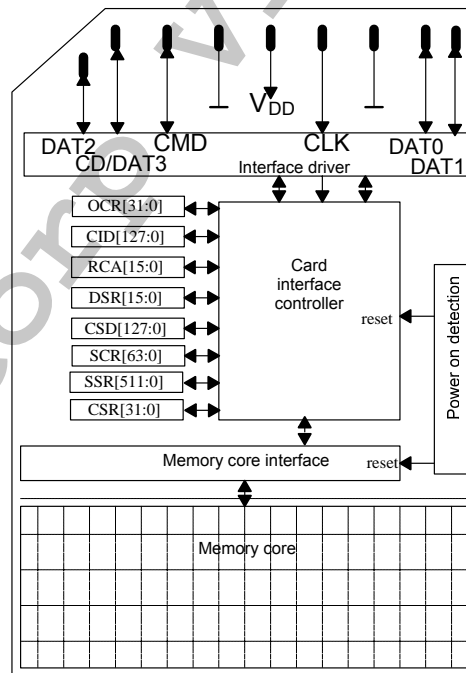 VDD
DAT2
CD/DAT3
CMD
CLK
DAT0
DAT1
Interface driver
OCR[31:0]
CID[127:0]
RCA[15:0]
DSR[15:0]
CSD[127:0]
SCR[63:0]
SSR[511:0]
CSR[31:0]
Card
interface
controller
reset
Power on detection
Memory core interface
reset
Memory core